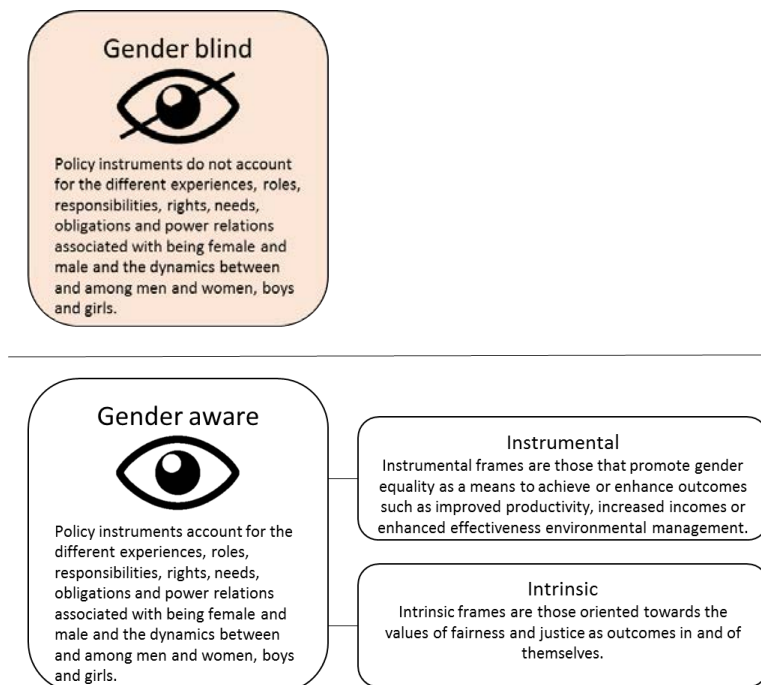 Gender blind
Policy instruments do not account
for the different experiences, roles,
responsibilities, rights, needs,
obligations and power relations
associated with being female and
male and the dynamics between
and among men and women, boys
and girls.
Gender aware
Policy instruments account for the
different experiences, roles,
responsibilities, rights, needs,
obligations and power relations
associated with being female and
male and the dynamics between
and among men and women, boys
and girls.
Instrumental
Instrumental frames are those that promote gender
equality as a means to achieve or enhance outcomes
such as improved productivity, increased incomes or
enhanced effectiveness environmental management.
Intrinsic
Intrinsic frames are those oriented towards the
values of fairness and justice as outcomes in and of
themselves.